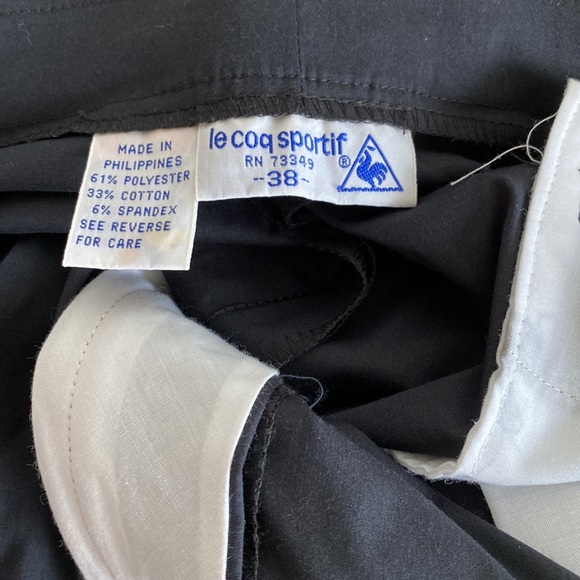 MADE IN
PHILIPPINES
61% POLYESTER
33% COTTON
6% SPANDEX
SEE REVERSE
FOR CARE
le coq sportif
RN 73349
--38-
®